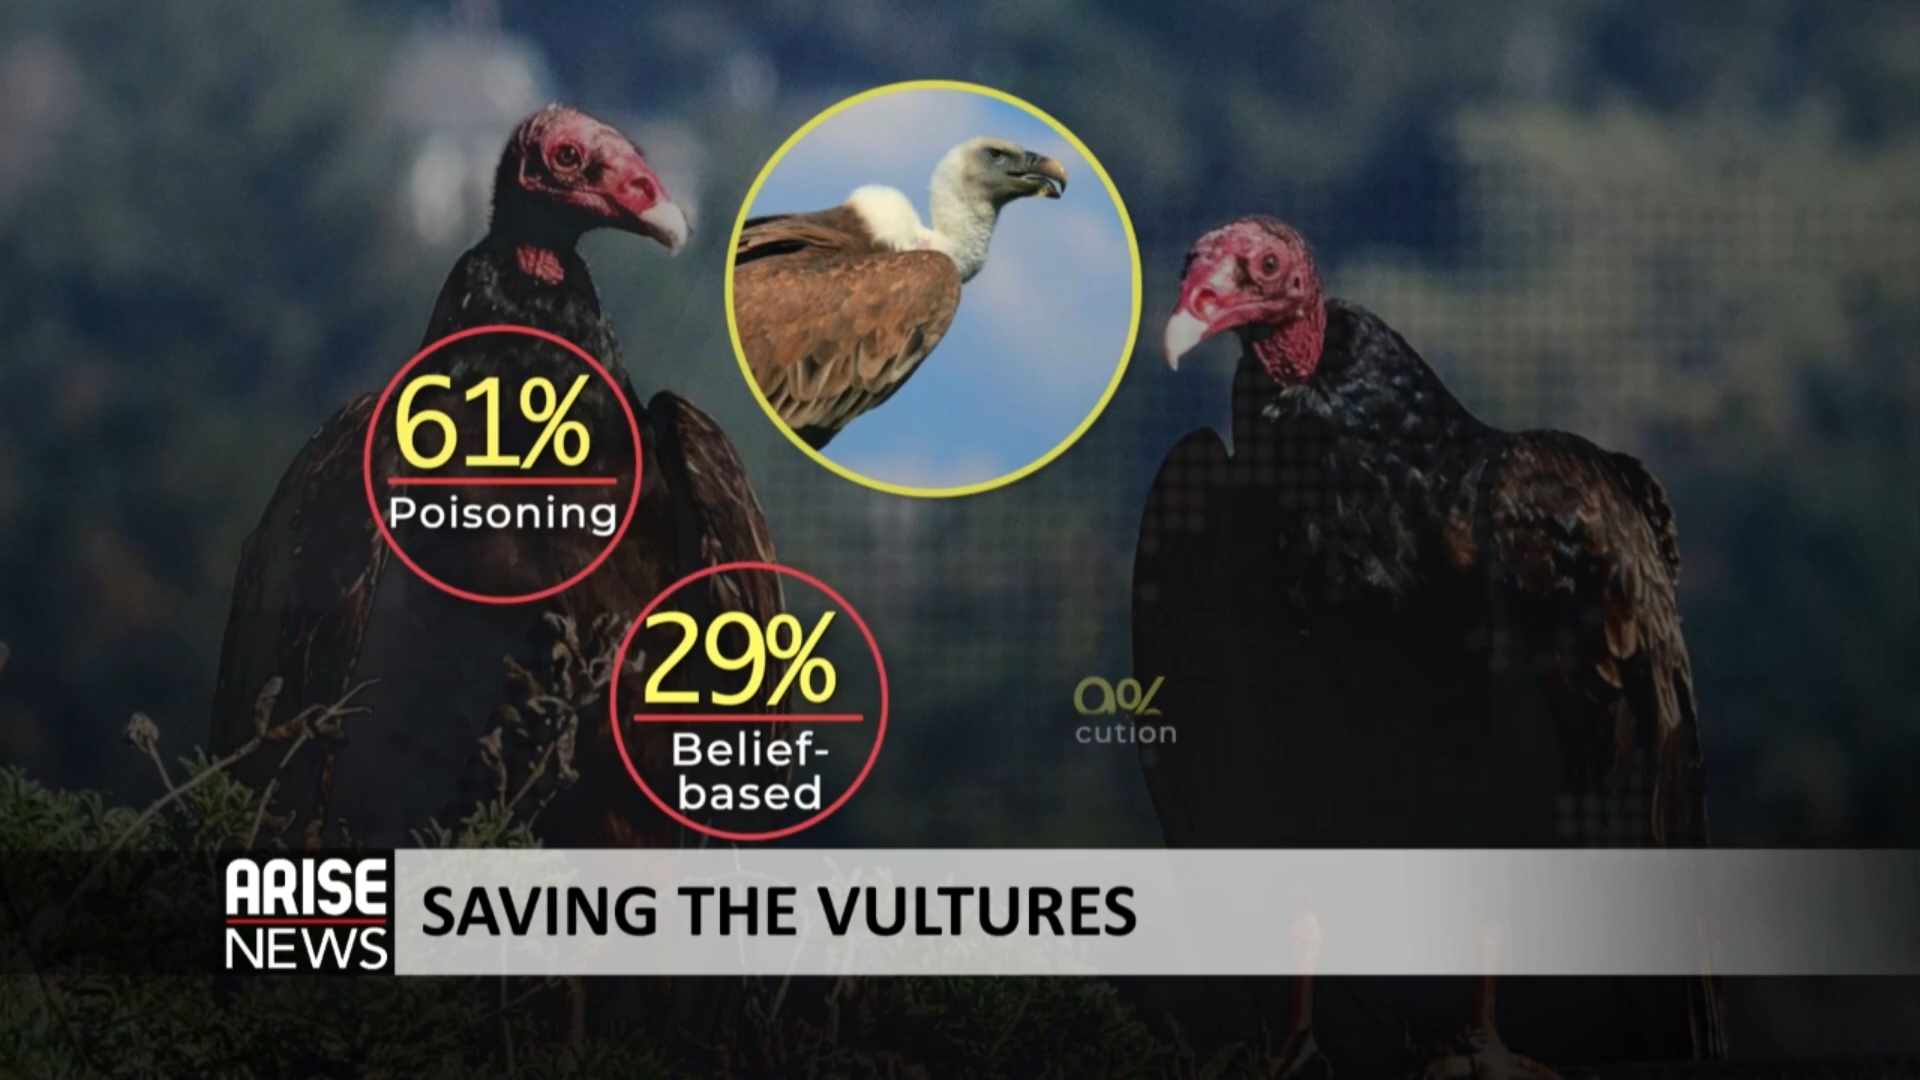 61%
Poisoning
29%
Belief-
based
cution
ARISE
NEWS
SAVING THE VULTURES